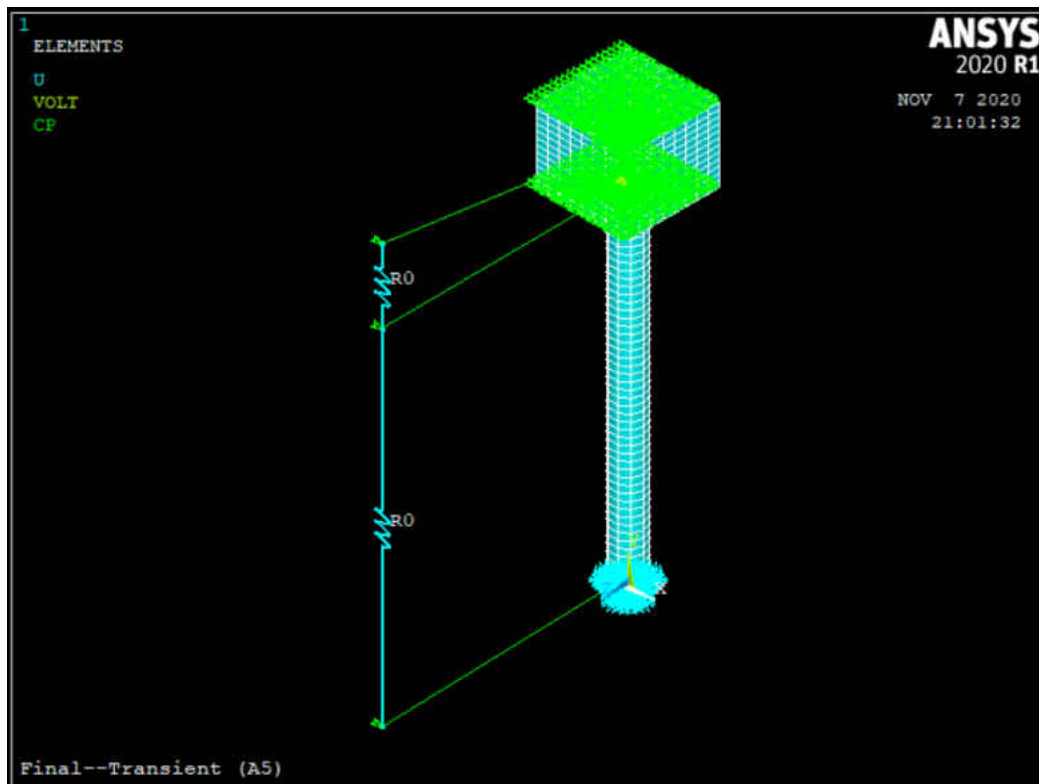 1
ELEMENTS
U
VOLT
CP
ANSYS
2020 R1
NOV 7 2020
21:01:32
R0
R0
Y
X
Final--Transient (A5)